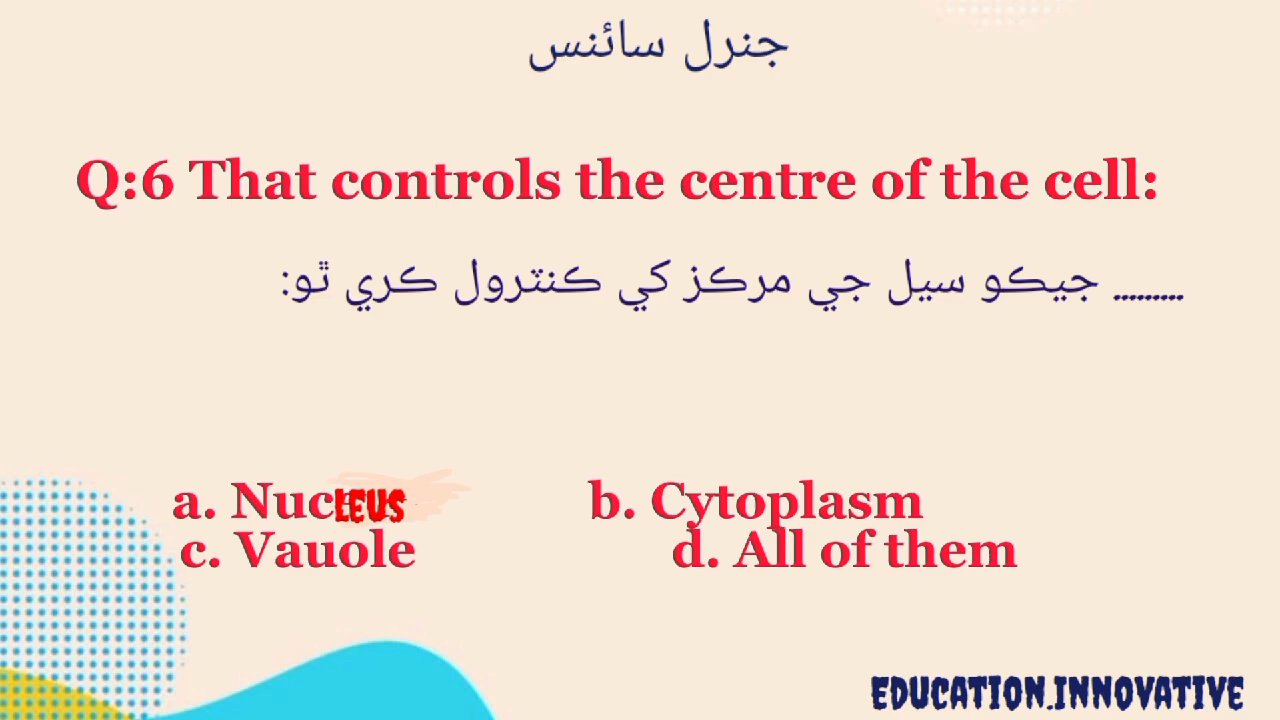 جنرل سائنس
Q:6 That controls the centre of the cell:
......... جيڪو سيل جي مرڪز کي ڪنٽرول ڪري ٿو:
a. Nucleus b. Cytoplasm
c. Vauole d. All of them
EDUCATION.INNOVATIVE